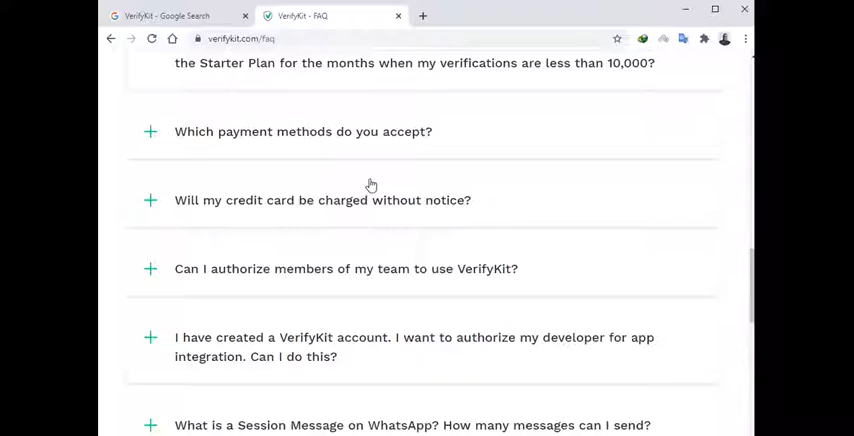 VerifyKit - Google Search
VerifyKit - FAQ
verifykit.com/faq
the Starter Plan for the months when my verifications are less than 10,000?
Which payment methods do you accept?
Will my credit card be charged without notice?
Can I authorize members of my team to use VerifyKit?
I have created a VerifyKit account. I want to authorize my developer for app
integration. Can I do this?
What is a Session Message on WhatsApp? How many messages can I send?